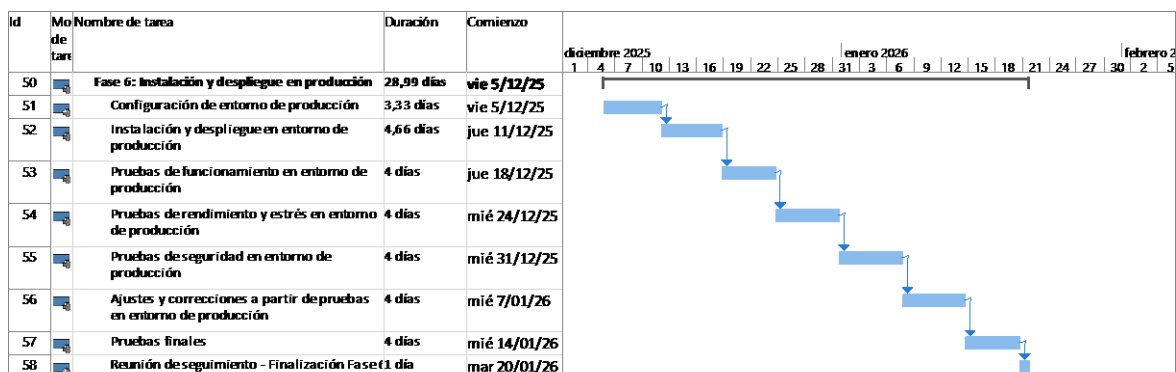 Id Mo Nombre de tarea Duración Comienzo
de
tare
diciembre 2025 enero 2026 febrero 2
1 4 7 10 13 16 19 22 25 28 31 3 6 9 12 15 18 21 24 27 30 2 5
50 Fase 6: Instalación y despliegue en producción 28,99 días vie 5/12/25
51 Configuración de entorno de producción 3,33 días vie 5/12/25
52 Instalación y despliegue en entorno de 4,66 días jue 11/12/25
producción
53 Pruebas de funcionamiento en entorno de 4 días jue 18/12/25
producción
54 Pruebas de rendimiento y estrés en entorno 4 días mié 24/12/25
de producción
55 Pruebas de seguridad en entorno de 4 días mié 31/12/25
producción
56 Ajustes y correcciones a partir de pruebas 4 días mié 7/01/26
en entorno de producción
57 Pruebas finales 4 días mié 14/01/26
58 Reunión de seguimiento - Finalización Fase 1 día mar 20/01/26